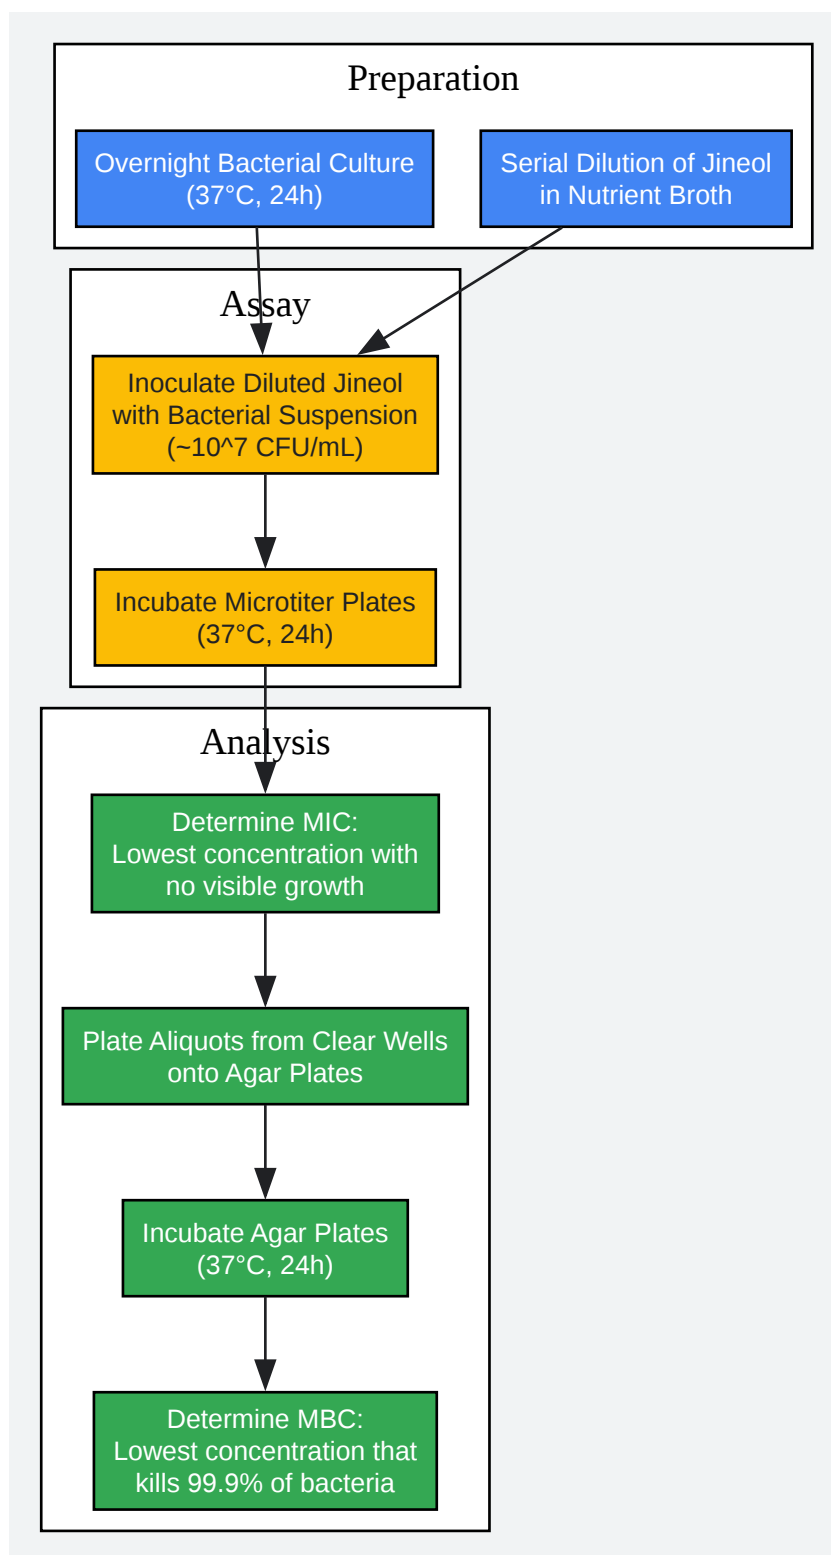 Preparation
Overnight Bacterial Culture
(37°C, 24h)
Serial Dilution of Jineol
in Nutrient Broth
Assay
Inoculate Diluted Jineol
with Bacterial Suspension
(~10^7 CFU/mL)
Incubate Microtiter Plates
(37°C, 24h)
Analysis
Determine MIC:
Lowest concentration with
no visible growth
Plate Aliquots from Clear Wells
onto Agar Plates
Incubate Agar Plates
(37°C, 24h)
Determine MBC:
Lowest concentration that
kills 99.9% of bacteria